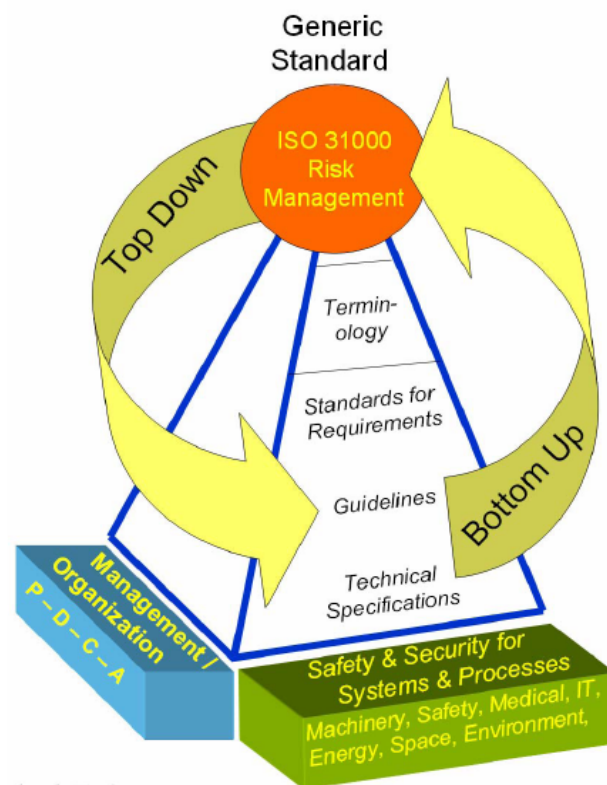 Generic
Standard
ISO 31000
Risk
Management
Top Down
Termin-
ology
Standards for
Requirements
Guidelines
Bottom Up
Technical
Specifications
Management /
Organization
P – D – C – A
Safety & Security for
Systems & Processes
Machinery, Safety, Medical, IT,
Energy, Space, Environment,